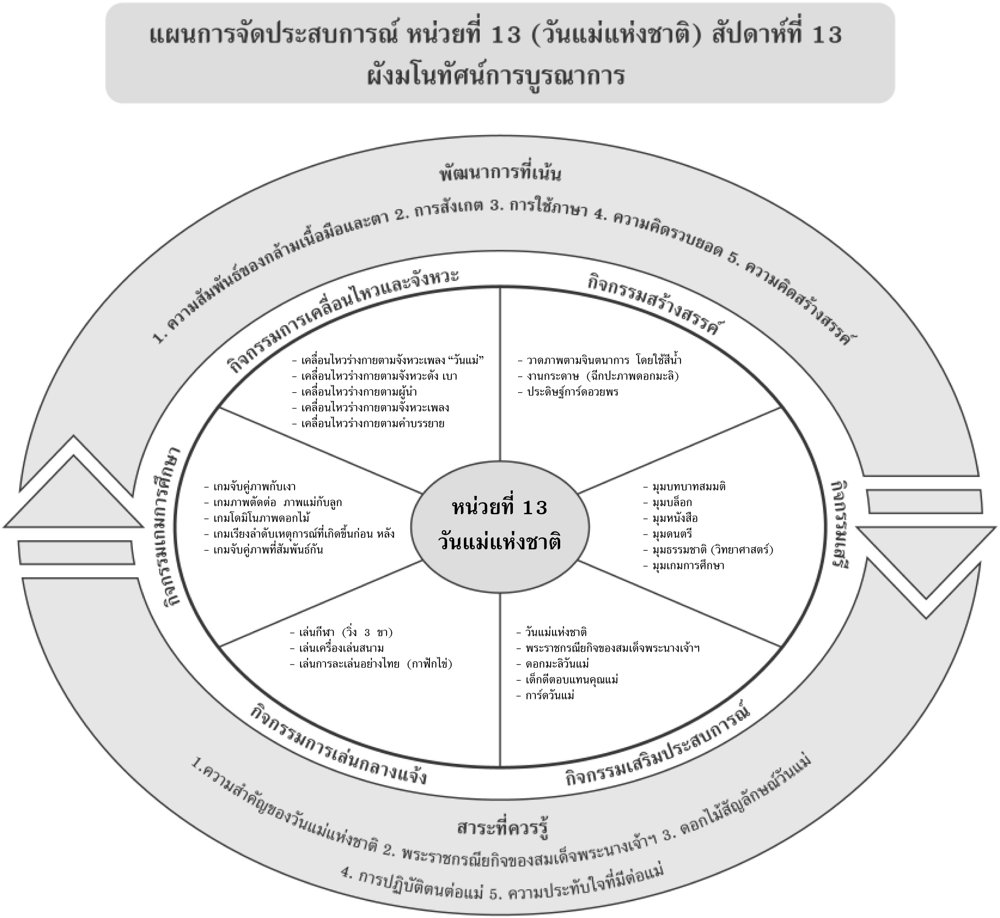 แผนการจัดประสบการณ์ หน่วยที่ 13 (วันแม่แห่งชาติ) สัปดาห์ที่ 13
ผังมโนทัศน์การบูรณาการ
พัฒนาการที่เน้น
1. ความสัมพันธ์ของกล้ามเนื้อมือและตา 2. การสังเกต 3. การใช้ภาษา 4. ความคิดรวบยอด 5. ความคิดสร้างสรรค์
กิจกรรมการเคลื่อนไหวและจังหวะ
- เคลื่อนไหวร่างกายตามจังหวะเพลง “วันแม่”
- เคลื่อนไหวร่างกายตามจังหวะดัง เบา
- เคลื่อนไหวร่างกายตามผู้นำ
- เคลื่อนไหวร่างกายตามจังหวะเพลง
- เคลื่อนไหวร่างกายตามคำบรรยาย
กิจกรรมสร้างสรรค์
- วาดภาพตามจินตนาการ โดยใช้สีน้ำ
- งานกระดาษ (ฉีกปะภาพดอกมะลิ)
- ประดิษฐ์การ์ดอวยพร
กิจกรรมเกมการศึกษา
- เกมจับคู่ภาพกับเงา
- เกมภาพตัดต่อ ภาพแม่กับลูก
- เกมโดมิโนภาพดอกไม้
- เกมเรียงลำดับเหตุการณ์ที่เกิดขึ้นก่อน หลัง
- เกมจับคู่ภาพที่สัมพันธ์กัน
หน่วยที่ 13
วันแม่แห่งชาติ
กิจกรรมเสรี
- มุมบทบาทสมมติ
- มุมบล็อก
- มุมหนังสือ
- มุมดนตรี
- มุมธรรมชาติ (วิทยาศาสตร์)
- มุมเกมการศึกษา
- เล่นกีฬา (วิ่ง 3 ขา)
- เล่นเครื่องเล่นสนาม
- เล่นการละเล่นอย่างไทย (กาฟักไข่)
กิจกรรมการเล่นกลางแจ้ง
- วันแม่แห่งชาติ
- พระราชกรณียกิจของสมเด็จพระนางเจ้าฯ
- ดอกมะลิวันแม่
- เด็กดีตอบแทนคุณแม่
- การ์ดวันแม่
กิจกรรมเสริมประสบการณ์
สาระที่ควรรู้
1.ความสำคัญของวันแม่แห่งชาติ 2. พระราชกรณียกิจของสมเด็จพระนางเจ้าฯ 3. ดอกไม้สัญลักษณ์วันแม่
4. การปฏิบัติตนต่อแม่ 5. ความประทับใจที่มีต่อแม่